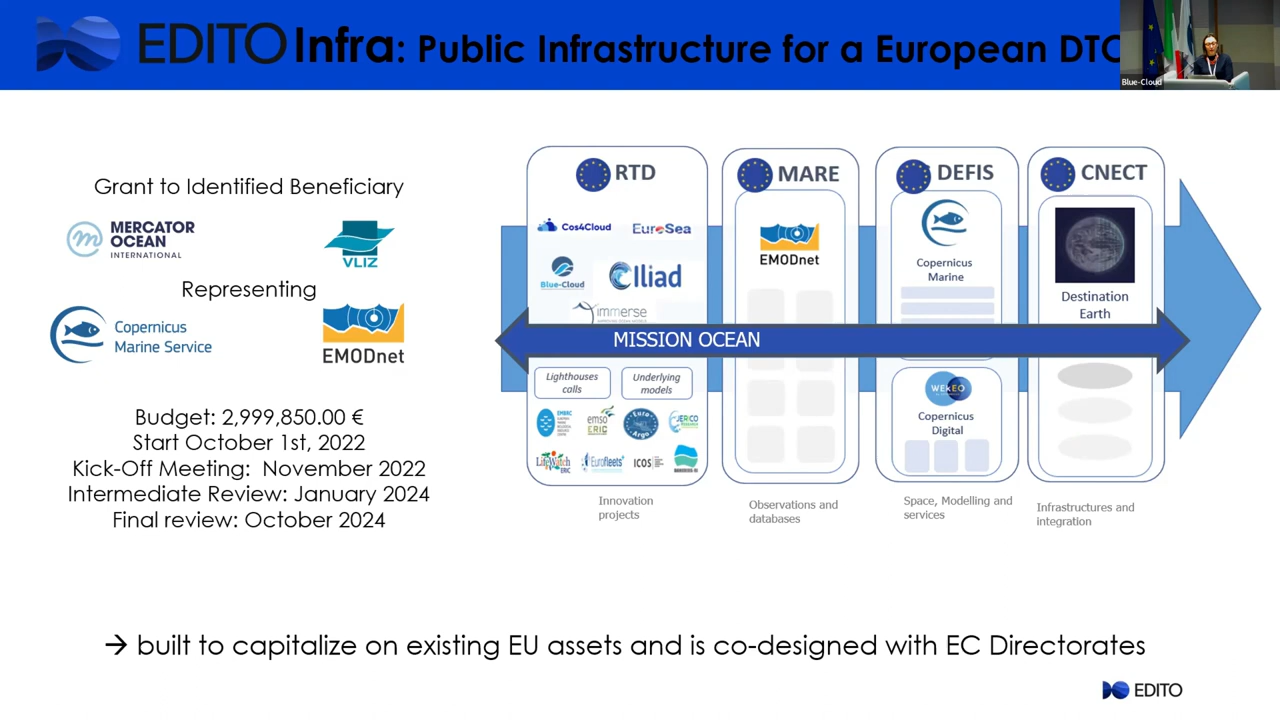 EDITO Infra: Public Infrastructure for a European DTO
Blue-Cloud
Grant to Identified Beneficiary
MERCATOR
OCEAN
INTERNATIONAL
VLIZ
Representing
Copernicus
Marine Service
EMODnet
Budget: 2,999,850.00 €
Start October 1st, 2022
Kick-Off Meeting: November 2022
Intermediate Review: January 2024
Final review: October 2024
RTD
Cos4Cloud
EuroSea
Blue-Cloud
Iliad
immerse
Lighthouses
calls
Underlying
models
EMBRC
emso
ERIC
Euro
Argo
JERICO
LifeWatch
ERIC
Eurofleets
ICOS
Innovation
projects
MARE
EMODnet
Observations and
databases
DEFIS
Copernicus
Marine
WEkEO
Copernicus
Digital
Space, Modelling and
services
CNECT
Destination
Earth
Infrastructures and
integration
MISSION OCEAN
→ built to capitalize on existing EU assets and is co-designed with EC Directorates
EDITO